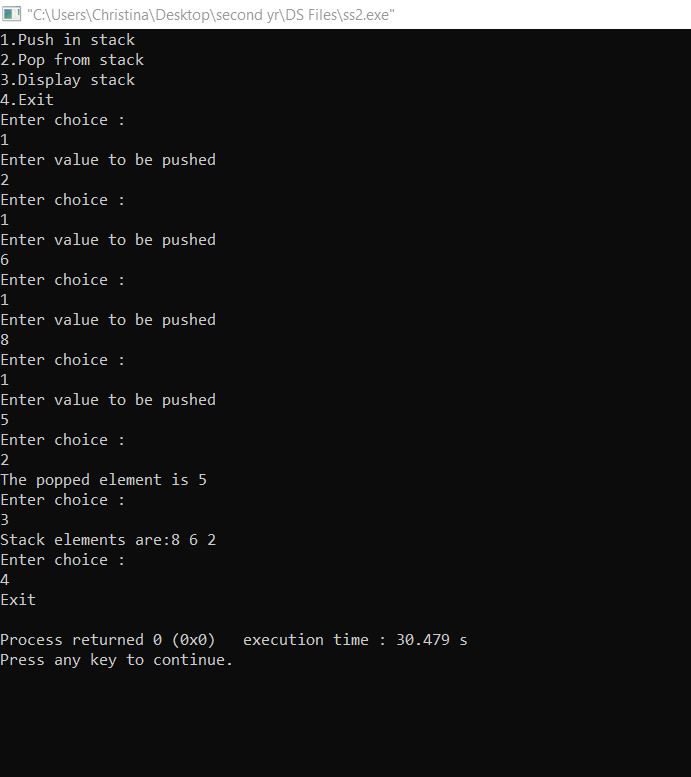 "C:\Users\Christina\Desktop\second yr\DS Files\ss2.exe"
1.Push in stack
2.Pop from stack
3.Display stack
4.Exit
Enter choice :
1
Enter value to be pushed
2
Enter choice :
1
Enter value to be pushed
6
Enter choice :
1
Enter value to be pushed
8
Enter choice :
1
Enter value to be pushed
5
Enter choice :
2
The popped element is 5
Enter choice :
3
Stack elements are:8 6 2
Enter choice :
4
Exit
Process returned 0 (0x0)   execution time : 30.479 s
Press any key to continue.